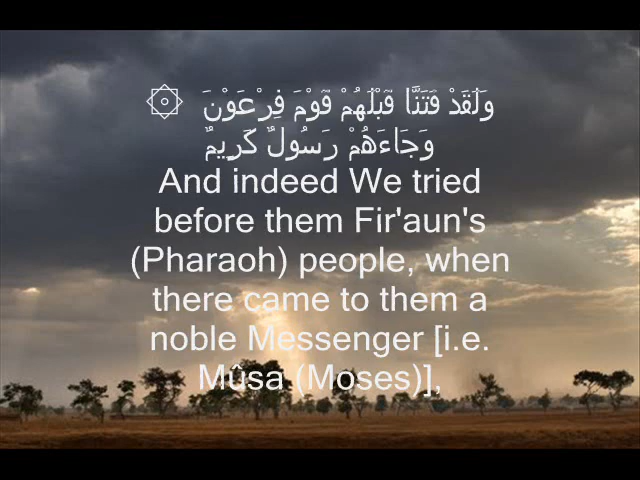 ۞ وَلَقَدْ فَتَنَّا قَبْلَهُمْ قَوْمَ فِرْعَوْنَ
وَجَاءَهُمْ رَسُولٌ كَرِيمٌ
And indeed We tried
before them Fir'aun's
(Pharaoh) people, when
there came to them a
noble Messenger [i.e.
Mûsa (Moses)],